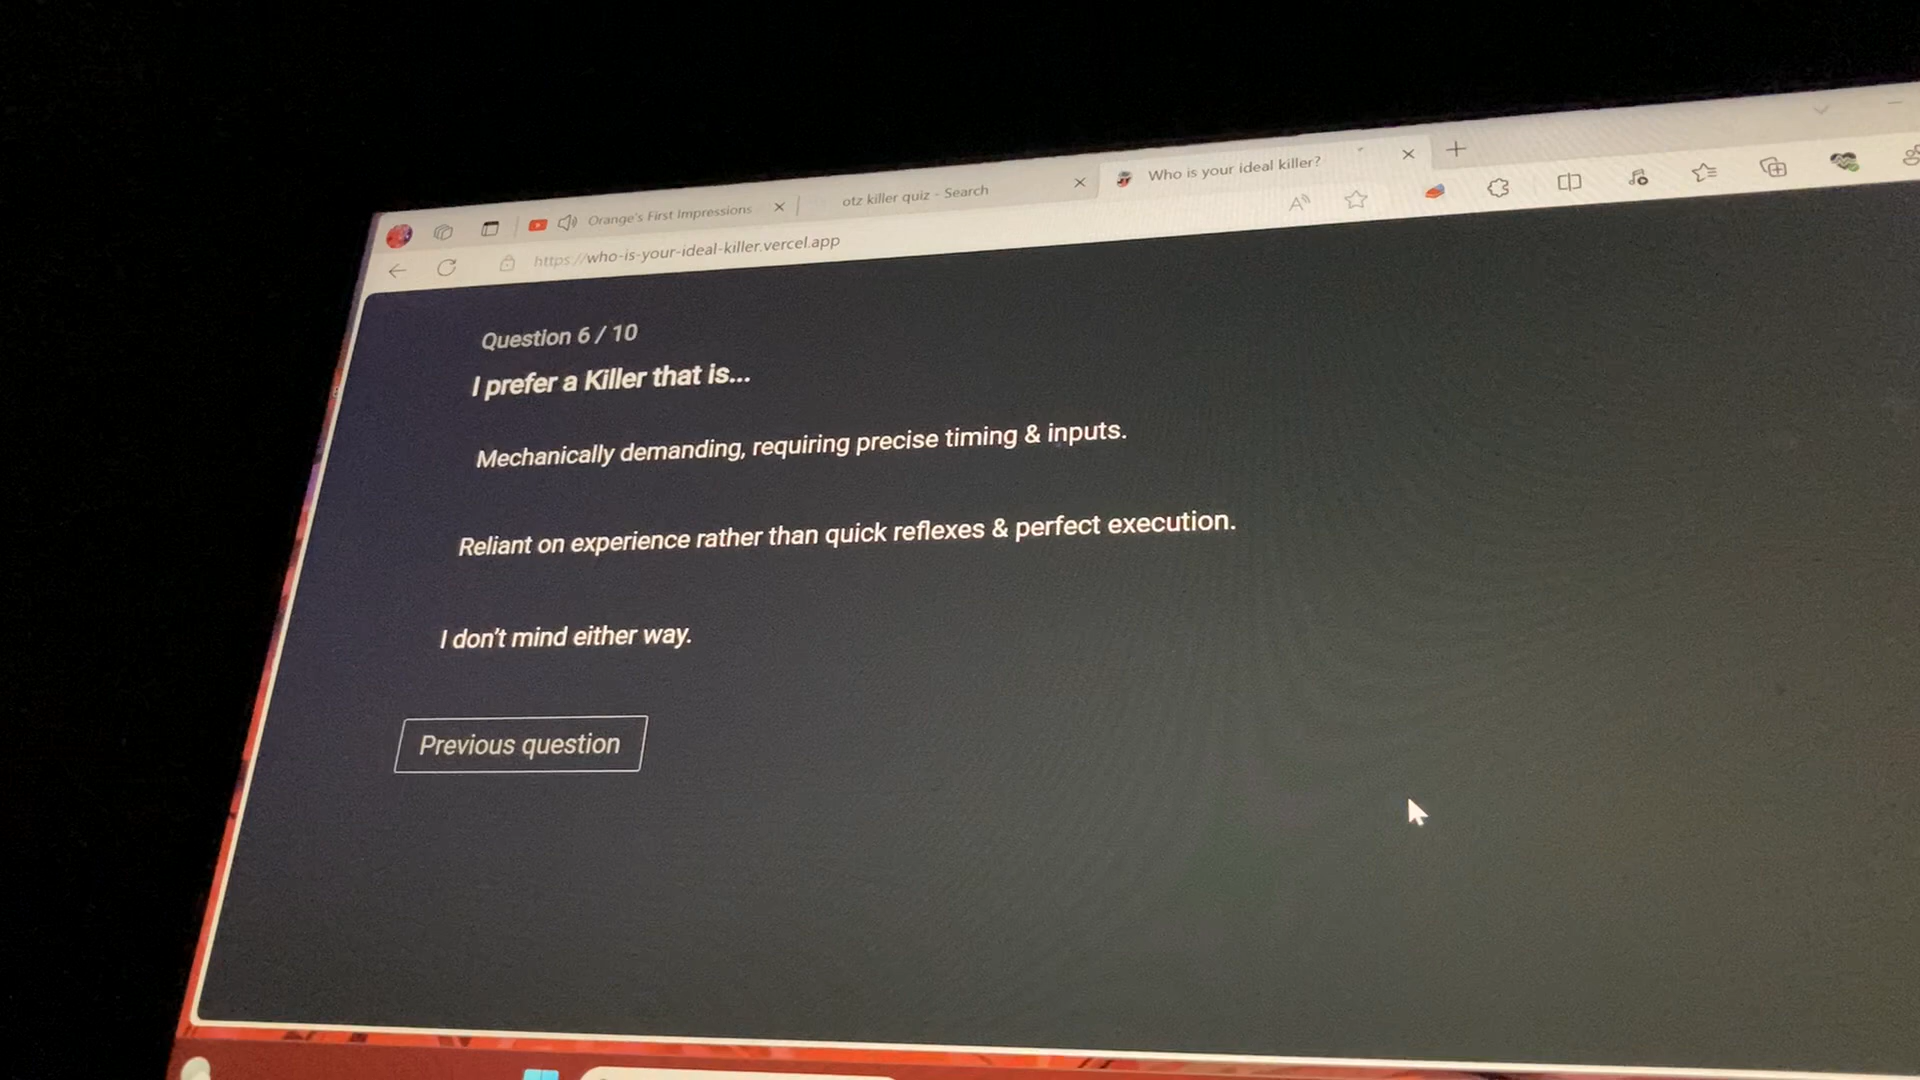 Orange's First Impressions
otz killer quiz - Search
Who is your ideal killer?
https://who-is-your-ideal-killer.vercel.app
Question 6 / 10
I prefer a Killer that is...
Mechanically demanding, requiring precise timing & inputs.
Reliant on experience rather than quick reflexes & perfect execution.
I don't mind either way.
Previous question